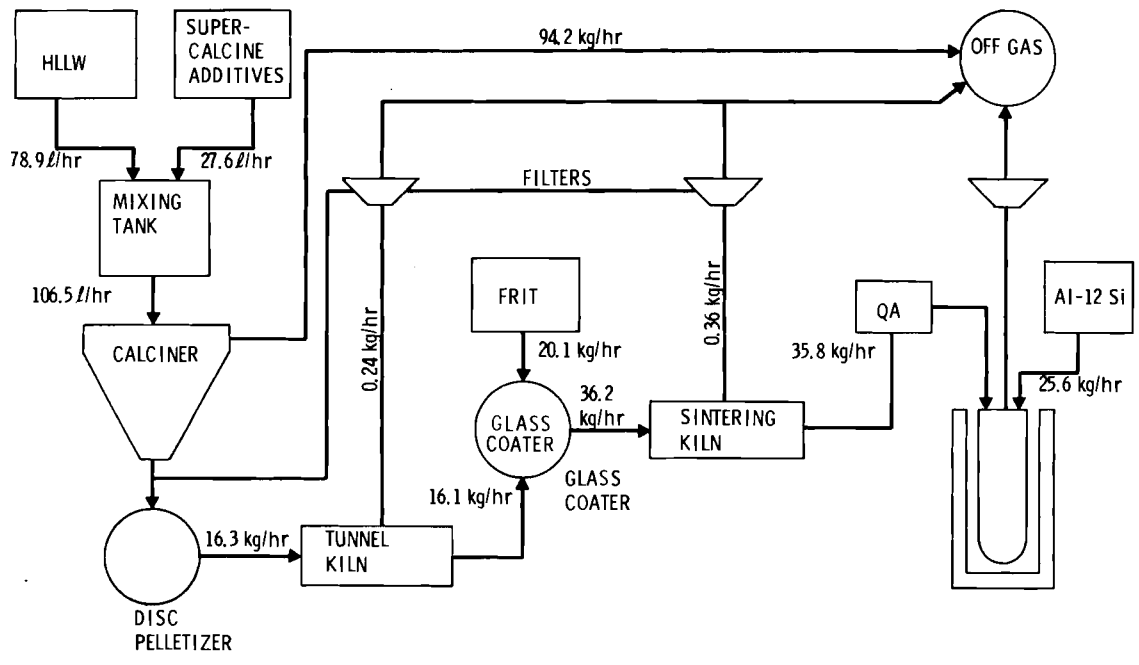 HLLW
SUPER-
CALCINE
ADDITIVES
94.2 kg/hr
OFF GAS
78.9 ℓ/hr
27.6 ℓ/hr
MIXING
TANK
FILTERS
106.5 ℓ/hr
CALCINER
0.24 kg/hr
FRIT
20.1 kg/hr
0.36 kg/hr
QA
Al-12 Si
35.8 kg/hr
25.6 kg/hr
GLASS
COATER
36.2
kg/hr
SINTERING
KILN
GLASS
COATER
16.1 kg/hr
16.3 kg/hr
TUNNEL
KILN
DISC
PELLETIZER